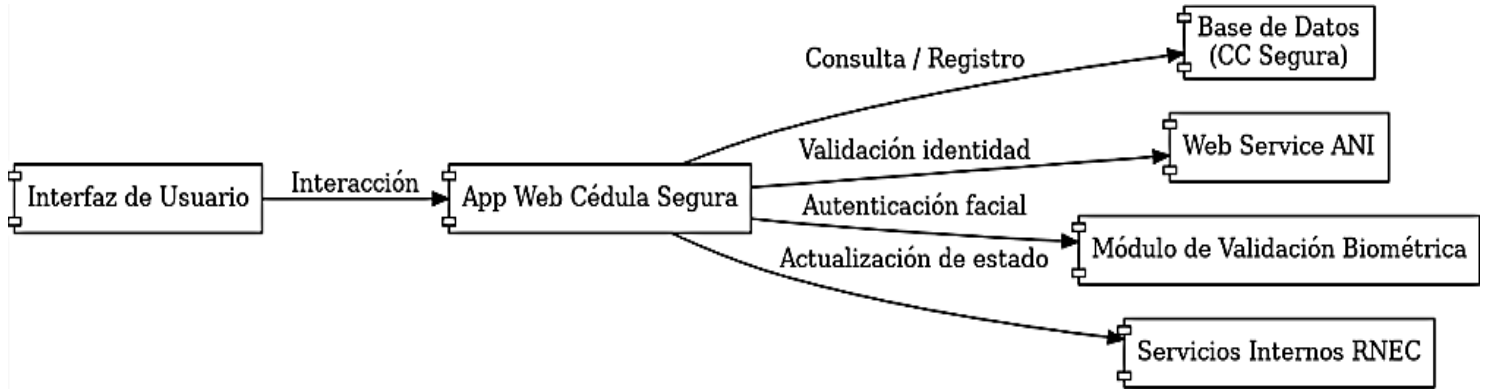 Interfaz de Usuario
Interacción
App Web Cédula Segura
Consulta / Registro
Base de Datos
(CC Segura)
Validación identidad
Web Service ANI
Autenticación facial
Módulo de Validación Biométrica
Actualización de estado
Servicios Internos RNEC